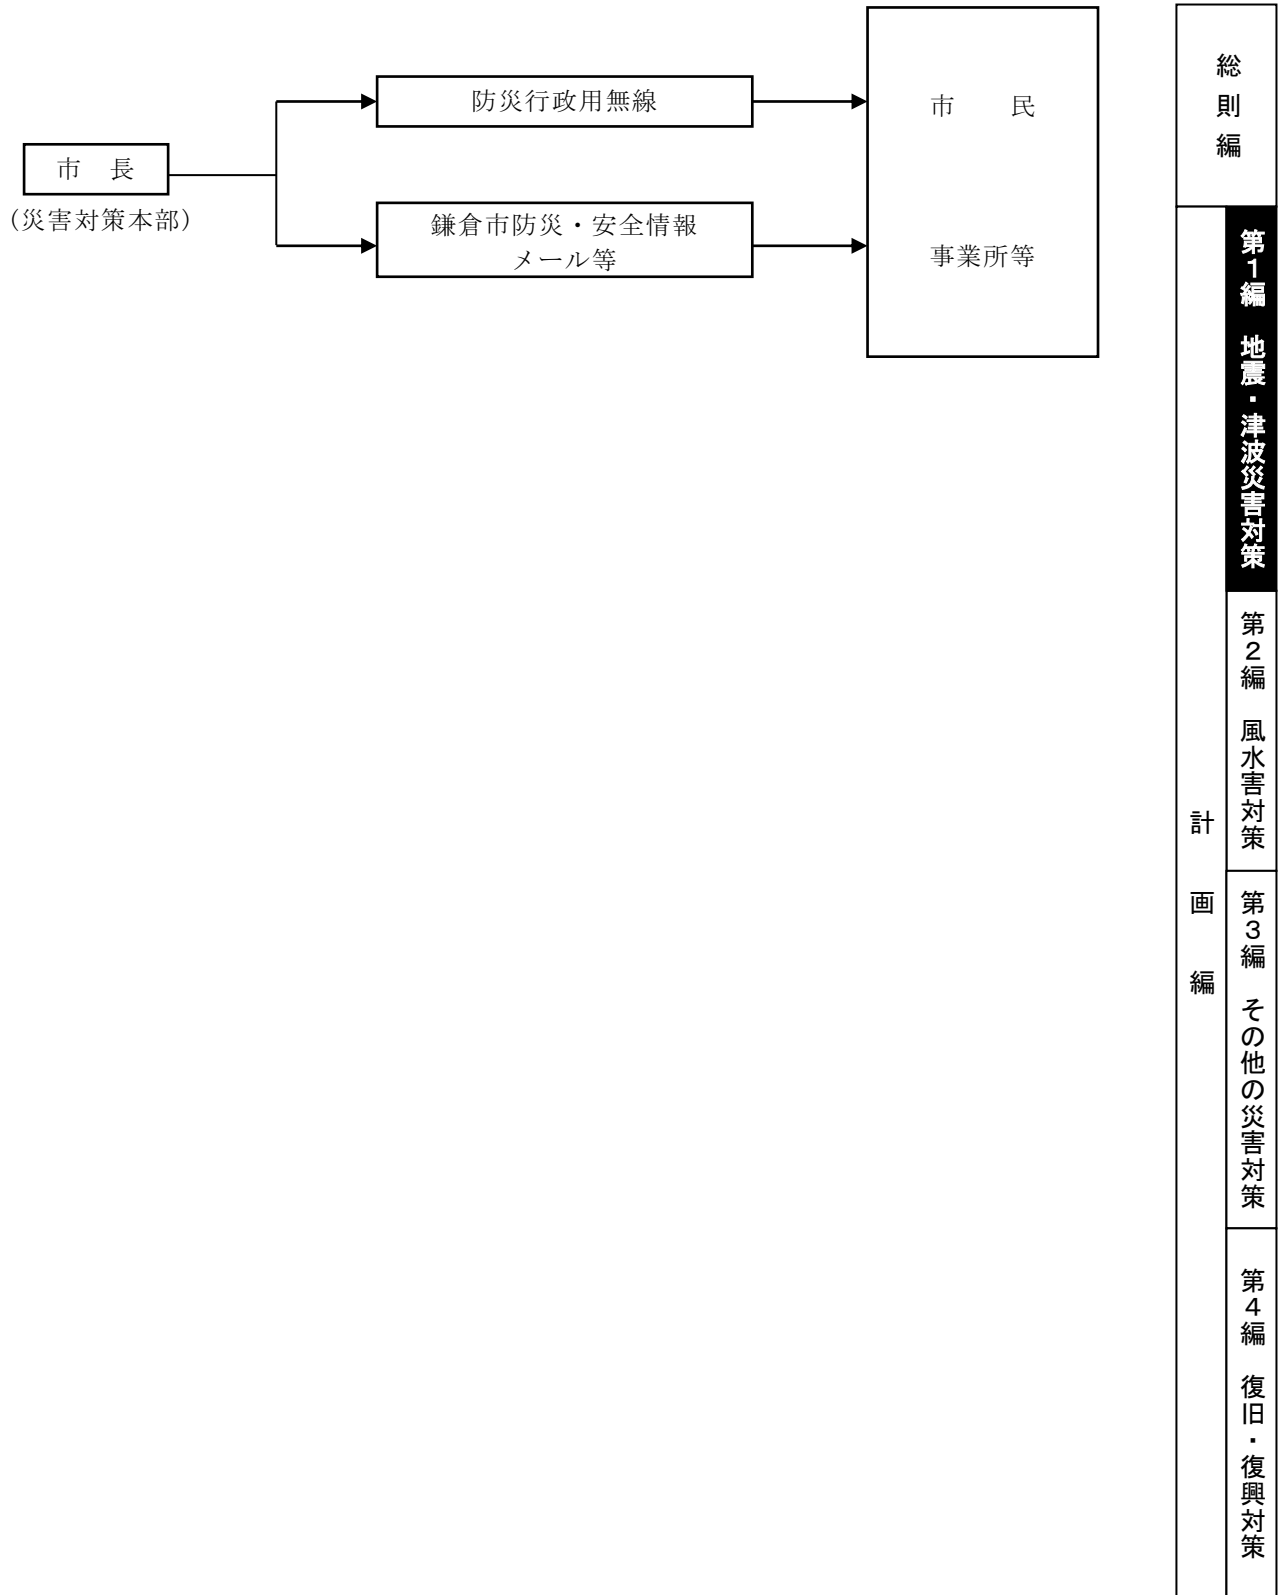 防災行政用無線
市　　民
市　長
(災害対策本部)
鎌倉市防災・安全情報
メール等
事業所等
総則編
計画編
第1編　地震・津波災害対策
第2編　風水害対策
第3編　その他の災害対策
第4編　復旧・復興対策